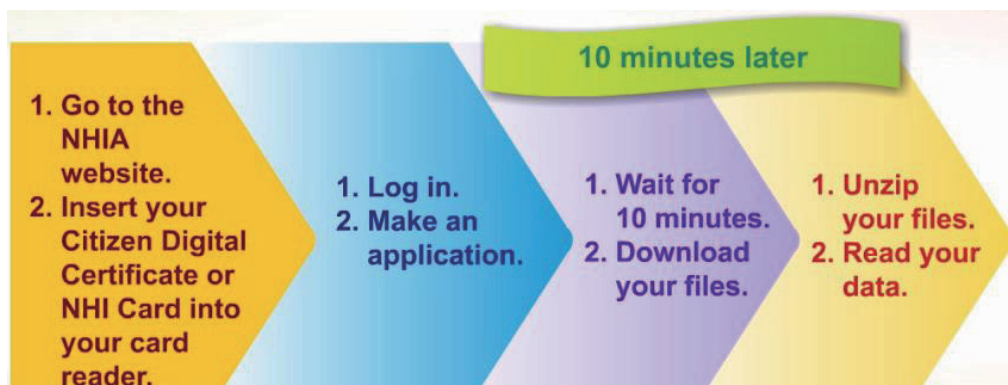 10 minutes later
1. Go to the
NHIA
website.
2. Insert your
Citizen Digital
Certificate or
NHI Card into
your card
reader.
1. Log in.
2. Make an
application.
1. Wait for
10 minutes.
2. Download
your files.
1. Unzip
your files.
2. Read your
data.